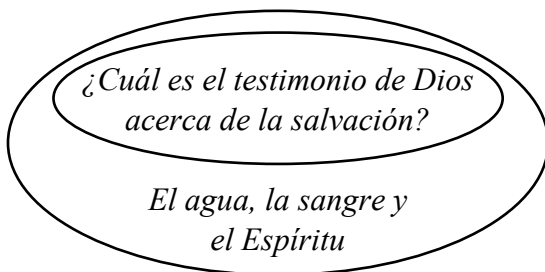 ¿Cuál es el testimonio de Dios
acerca de la salvación?
El agua, la sangre y
el Espíritu